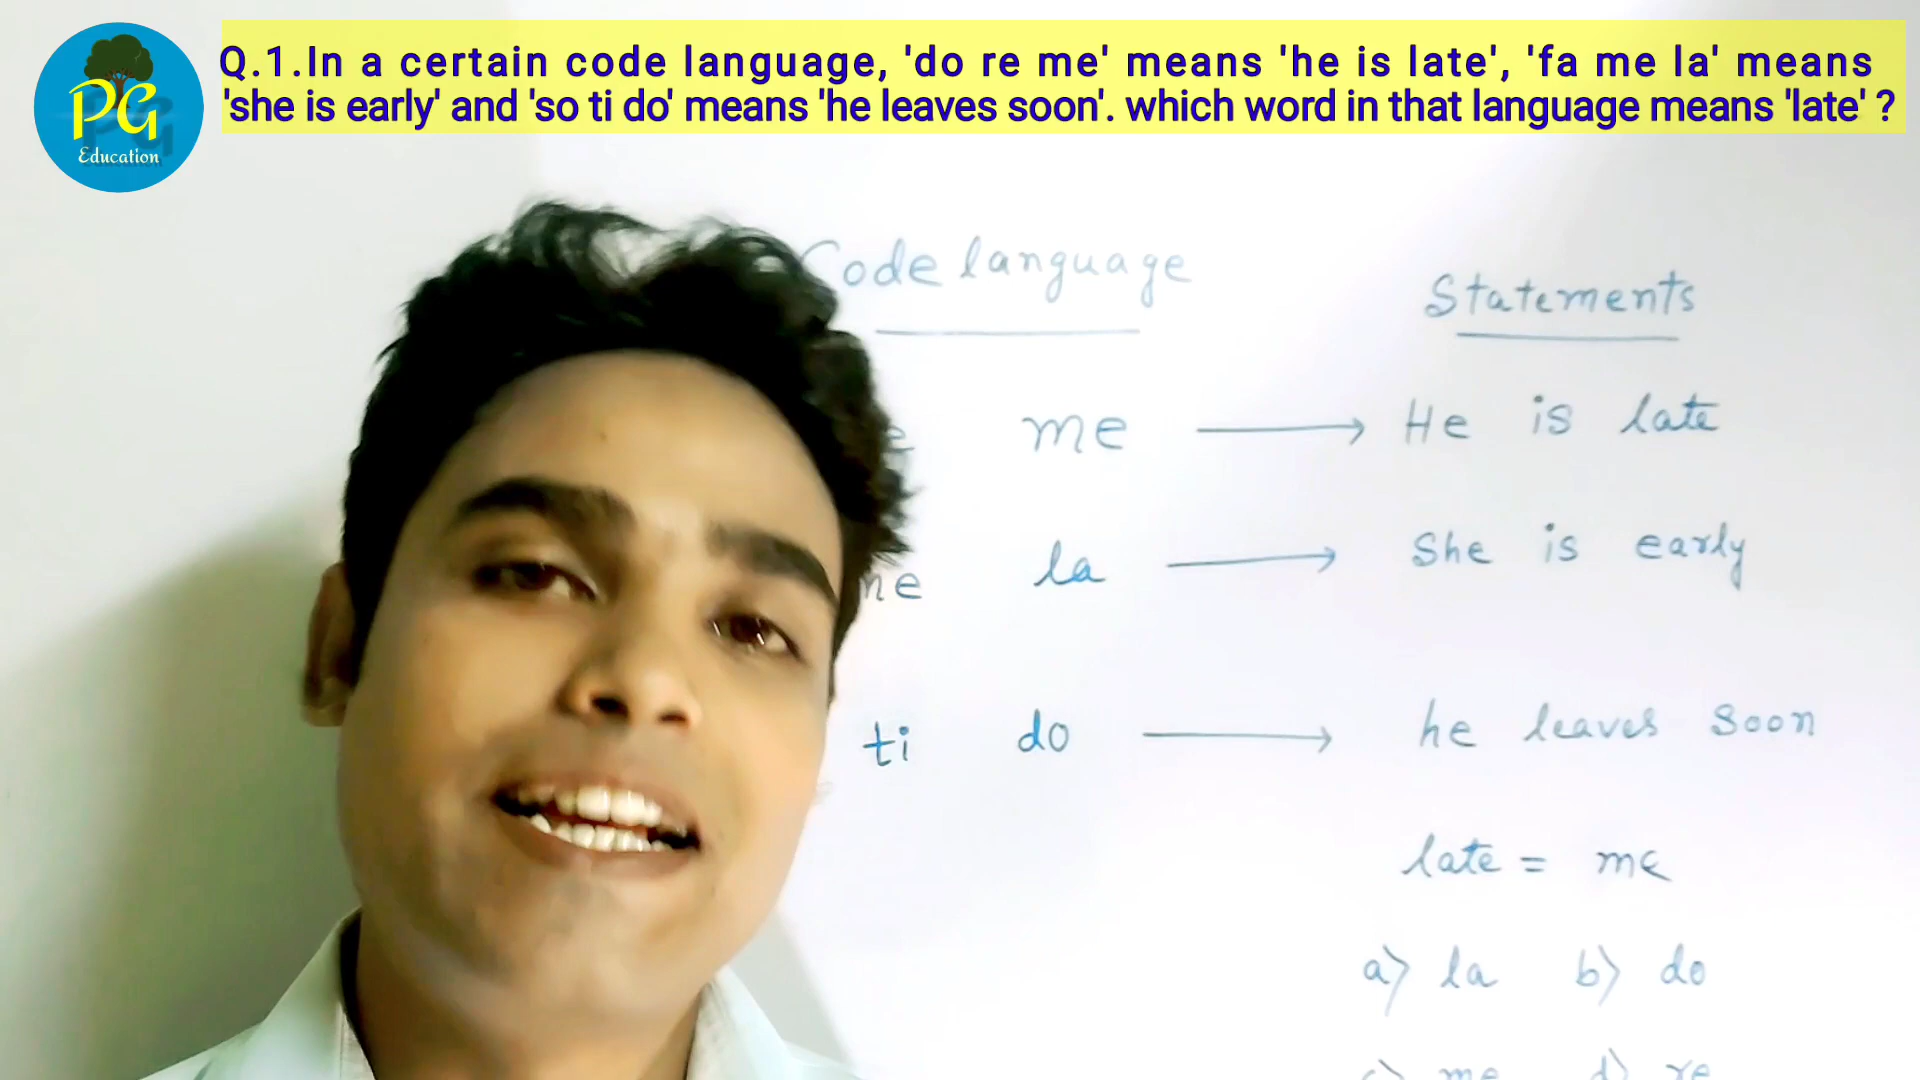 PG
Education
Q.1.In a certain code language, 'do re me' means 'he is late', 'fa me la' means
'she is early' and 'so ti do' means 'he leaves soon'. which word in that language means 'late' ?
Code language
Statements
me → He is late
la → She is early
ti do → he leaves soon
late = me
a) la b) do
c) me d) re